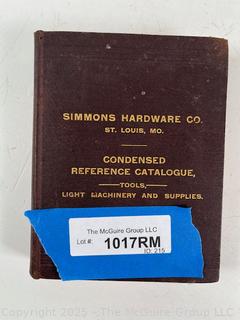 SIMMONS HARDWARE CO.
ST. LOUIS, MO.
CONDENSED
REFERENCE CATALOGUE,
TOOLS,
LIGHT MACHINERY AND SUPPLIES.
The McGuire Group LLC
Lot #: 1017RM
ID: 215
Copyright © 2025 - The McGuire Group